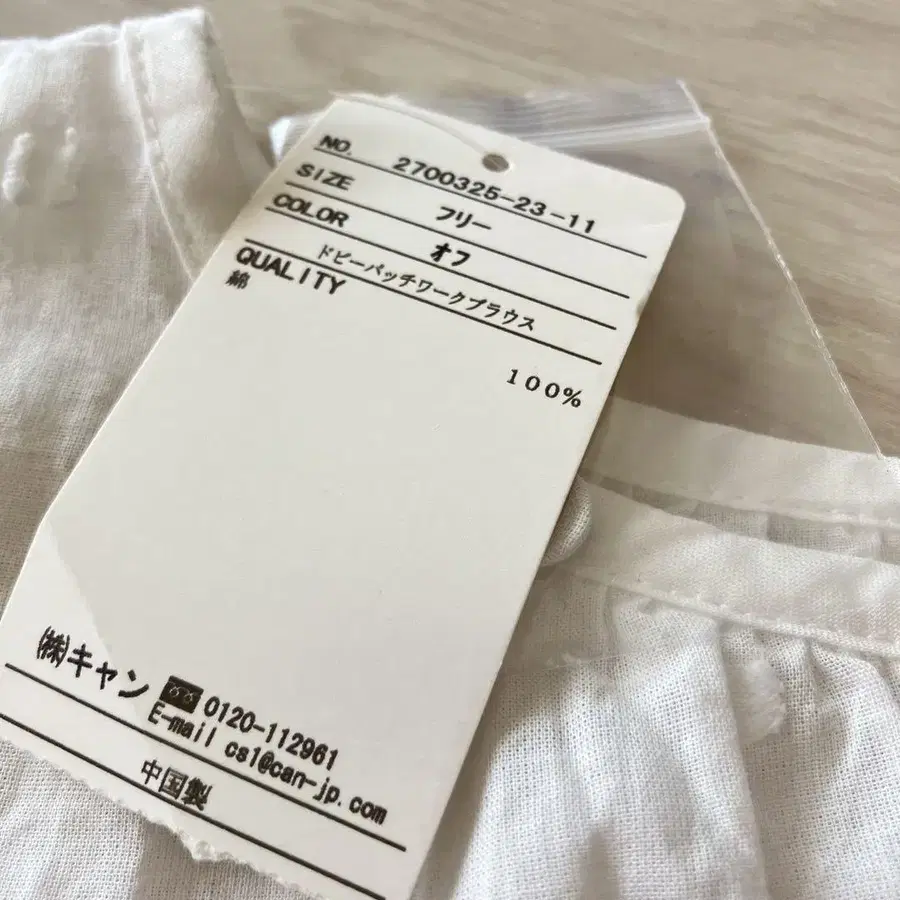 NO. 2700325-23-11
SIZE フリー
COLOR オフ
ドビーパッチワークブラウス
QUALITY
綿
100%
㈱キャン 0120-112961
E-mail cs1@can-jp.com
中国製